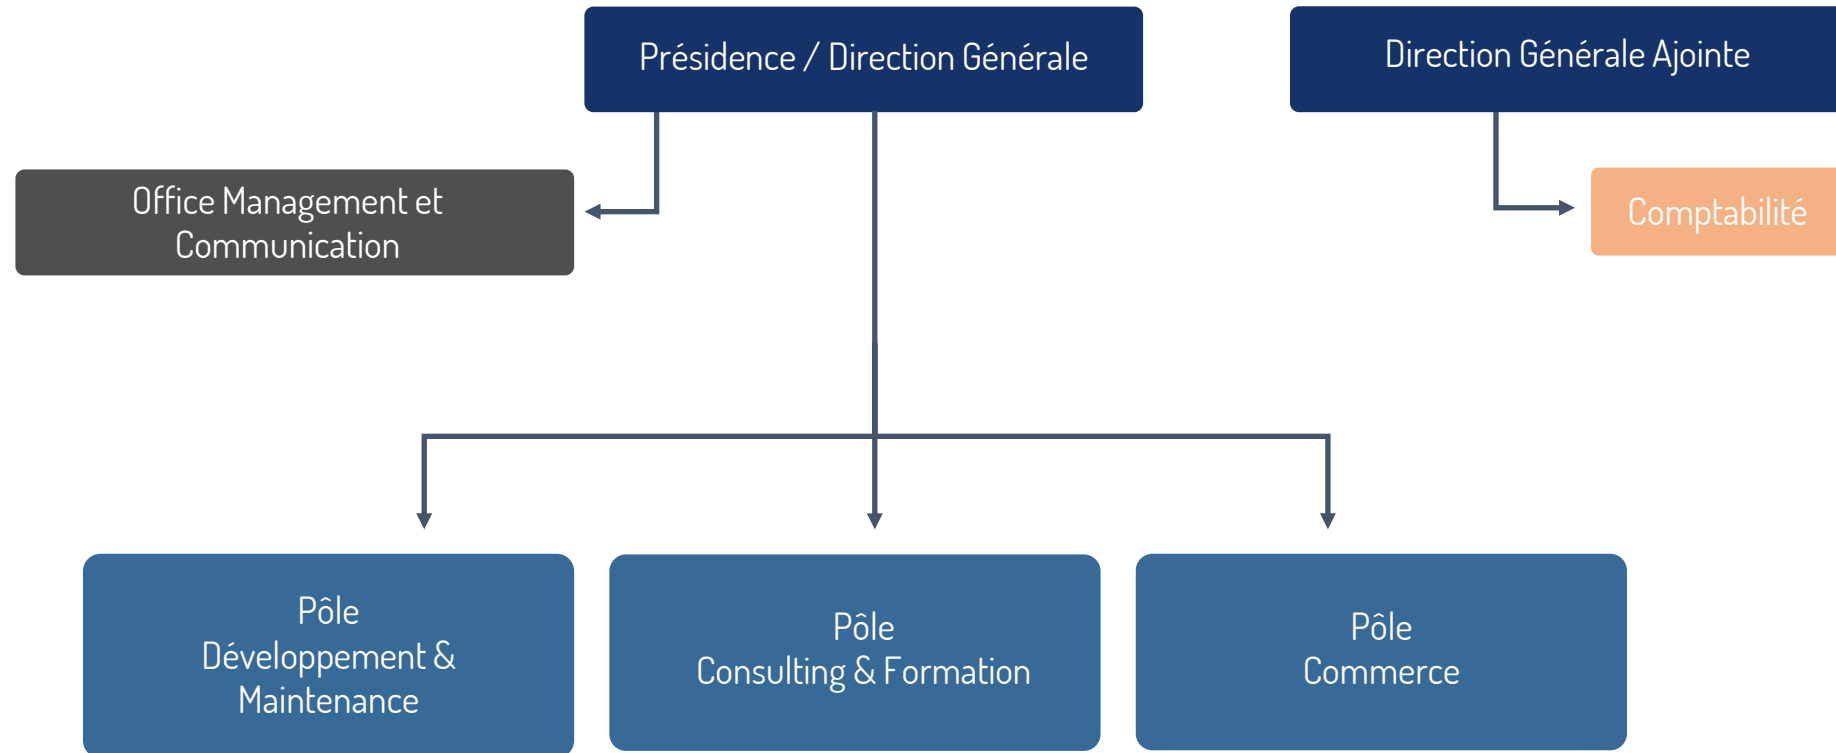 Présidence / Direction Générale
Direction Générale Ajointe
Office Management et
Communication
Comptabilité
Pôle
Développement &
Maintenance
Pôle
Consulting & Formation
Pôle
Commerce